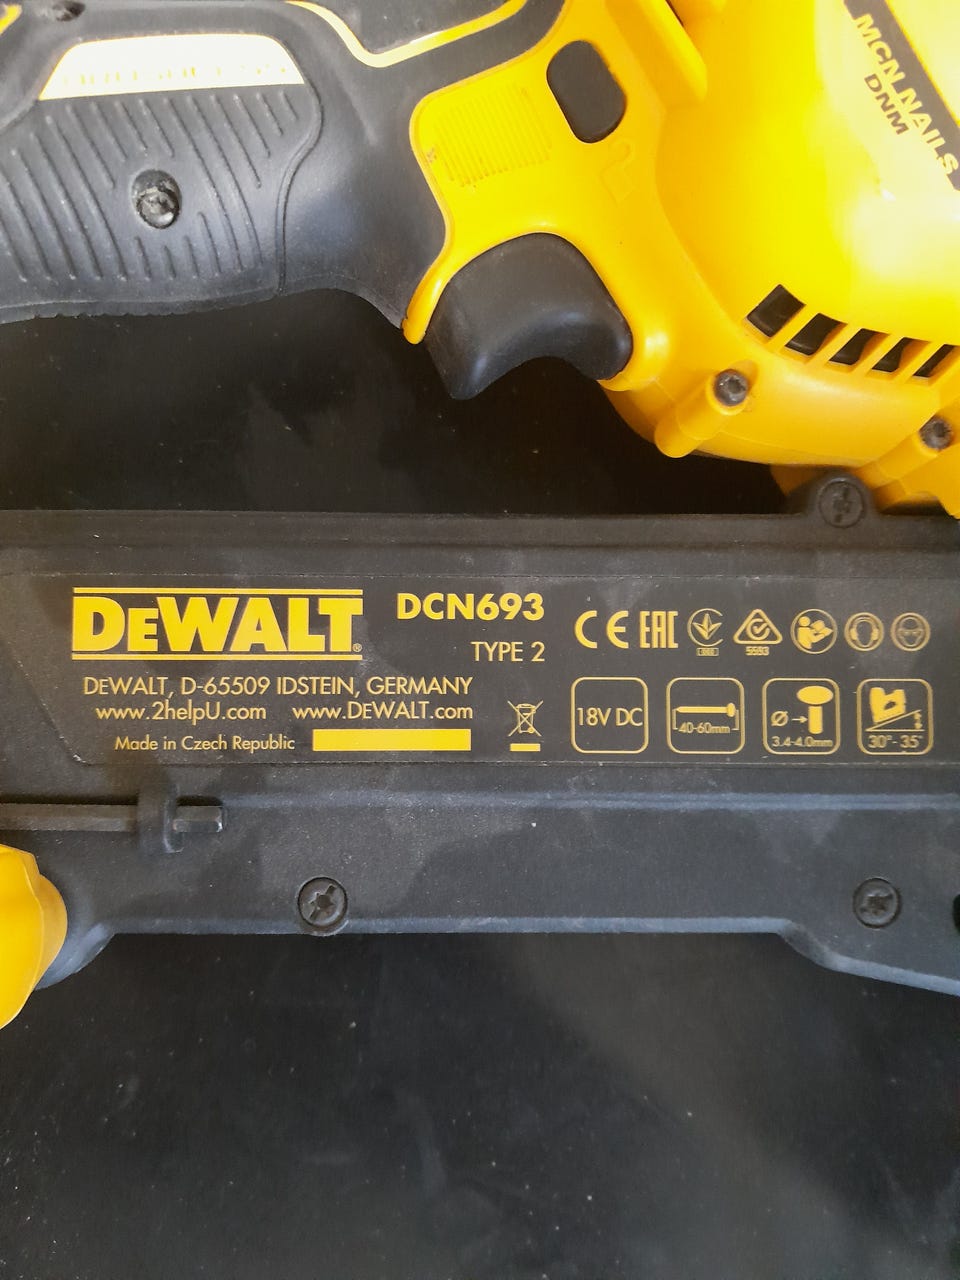 MCN NAILS
DNM
DEWALT®
DCN693
TYPE 2
DEWALT, D-65509 IDSTEIN, GERMANY
www.2helpU.com www.DEWALT.com
Made in Czech Republic
CE EAC
5593
18V DC
40-60mm
Ø
3.4-4.0mm
30°- 35°